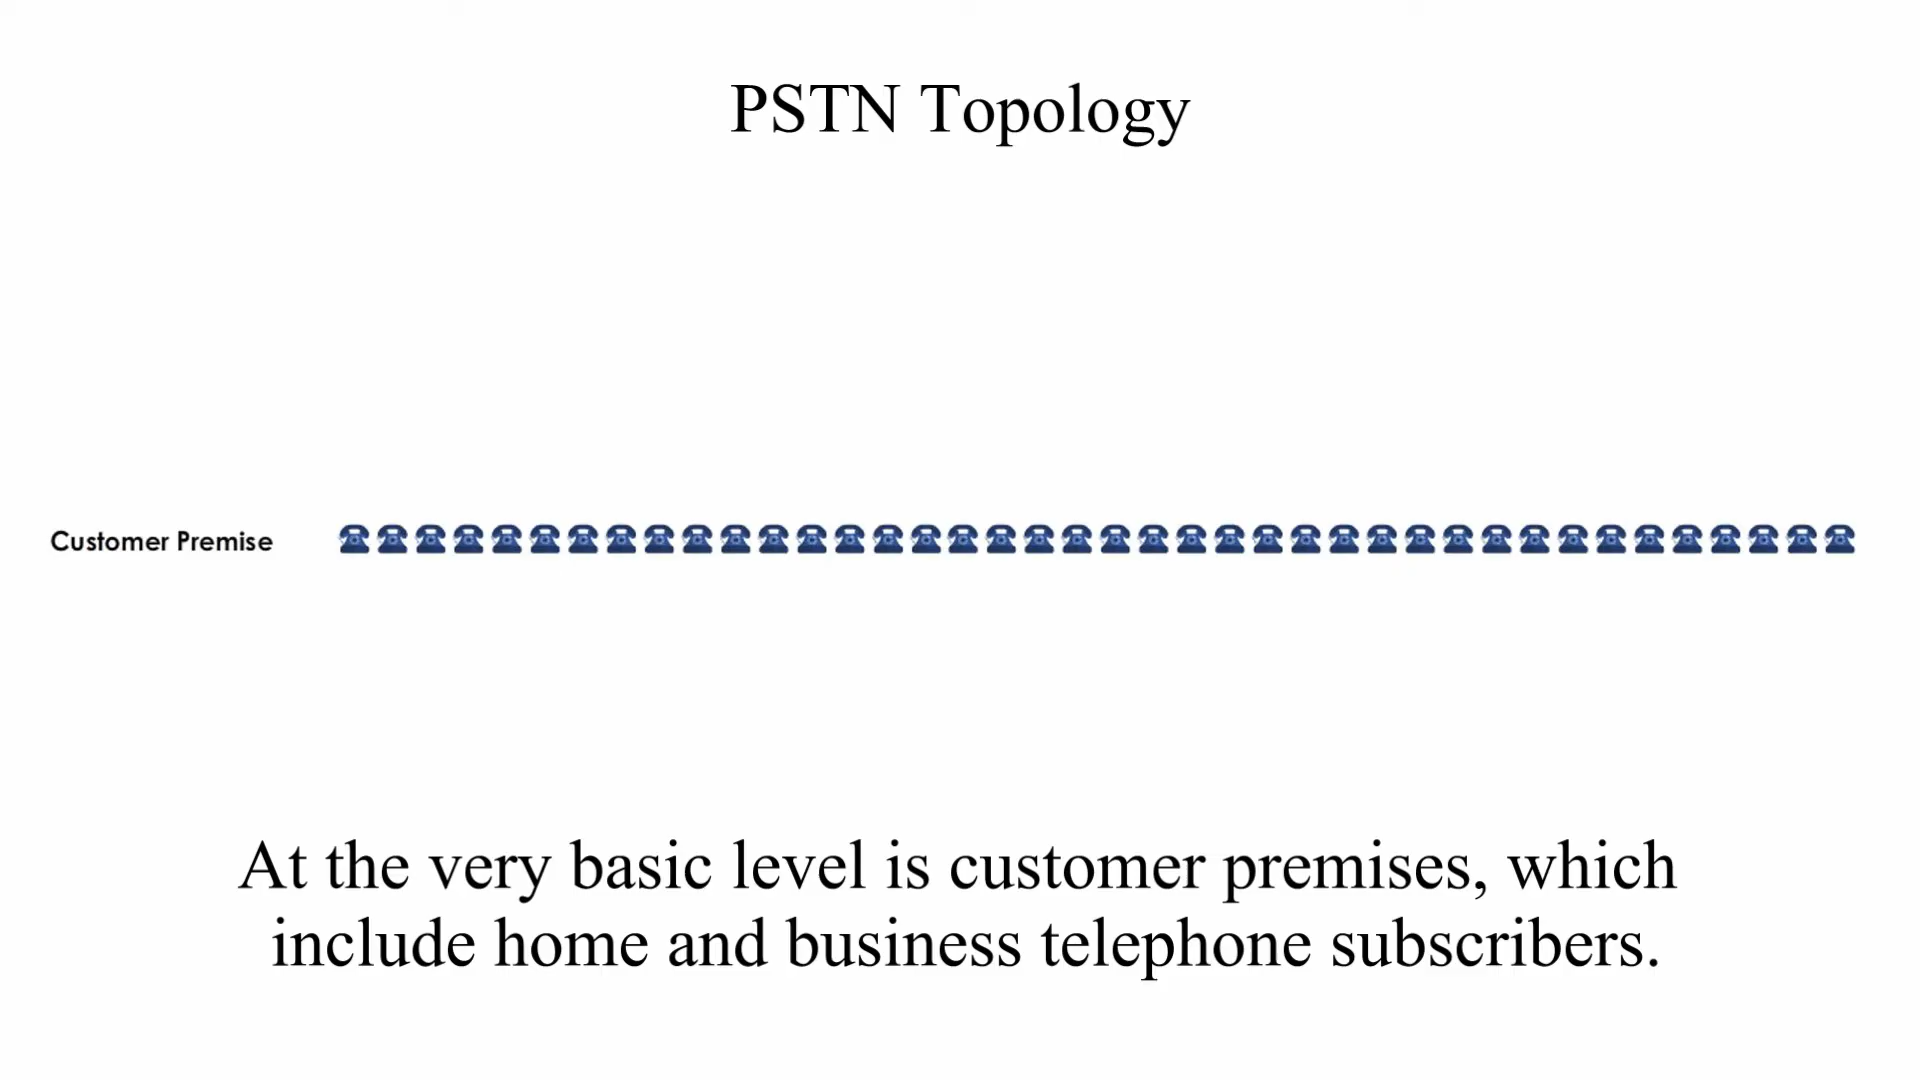 PSTN Topology
Customer Premise
At the very basic level is customer premises, which
include home and business telephone subscribers.